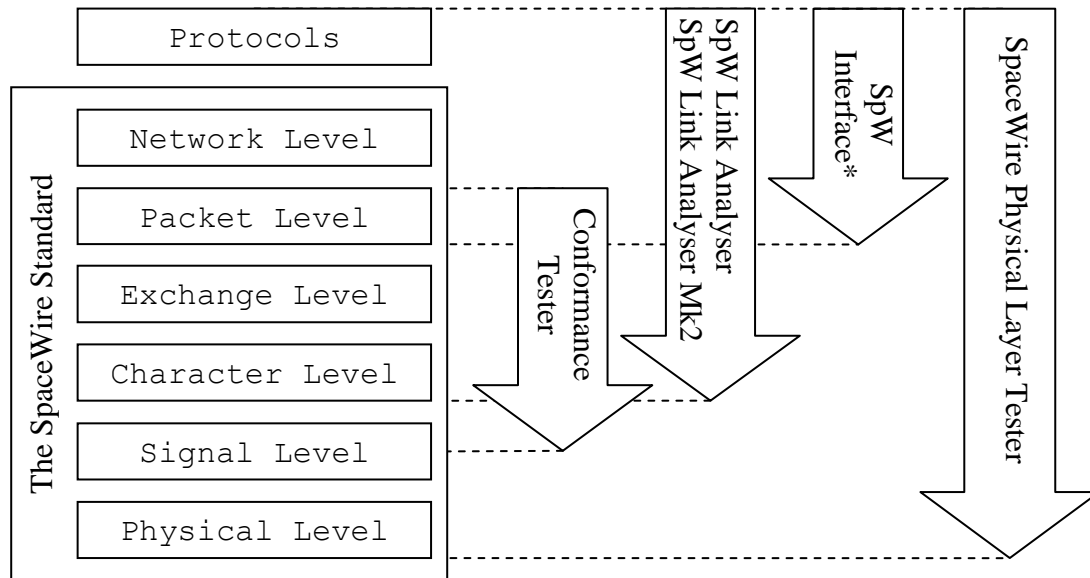 Protocols
The SpaceWire Standard
Network Level
Packet Level
Exchange Level
Character Level
Signal Level
Physical Level
Conformance
Tester
SpW Link Analyser
SpW Link Analyser Mk2
SpW
Interface*
SpaceWire Physical Layer Tester